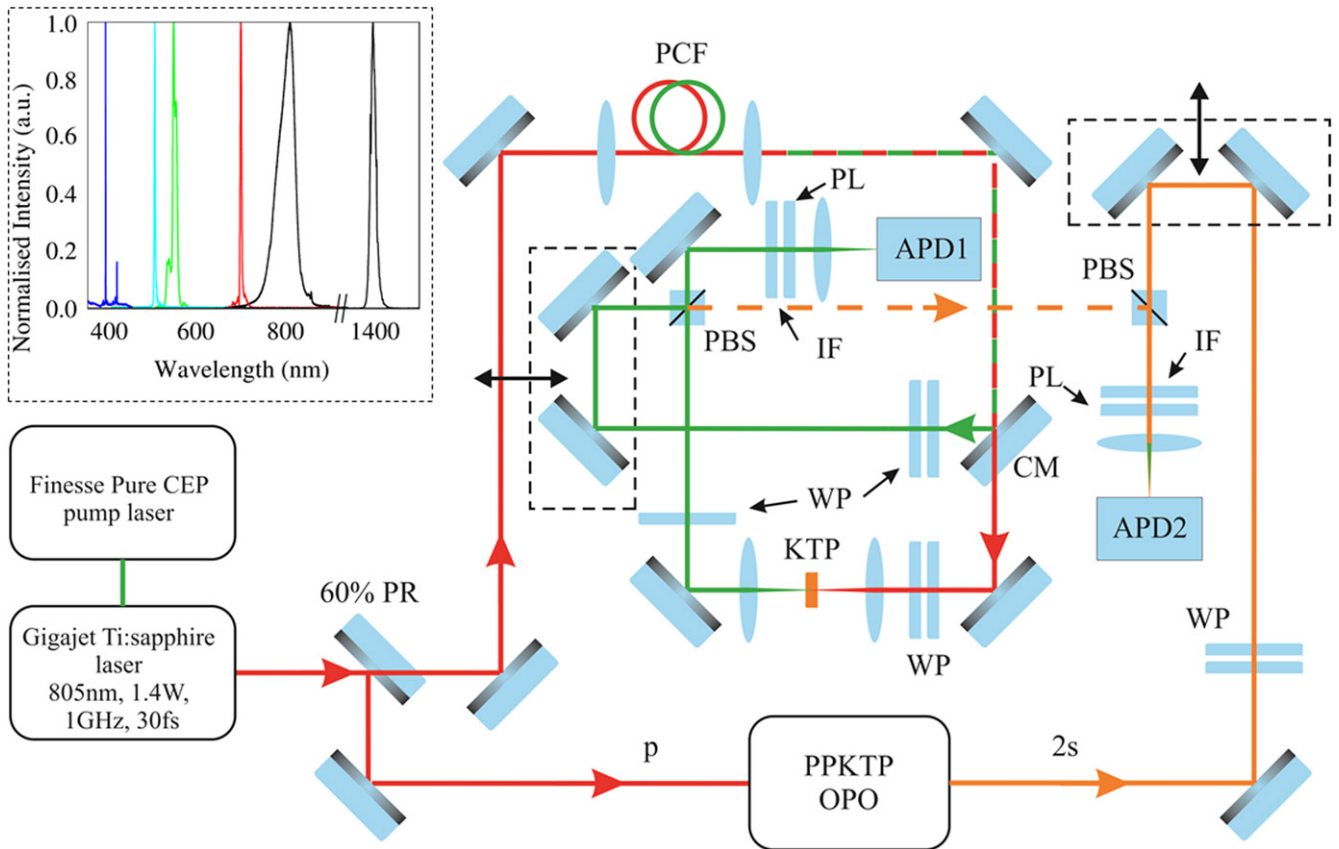 Normalised Intensity (a.u.)
1.0
0.8
0.6
0.4
0.2
0.0
400
600
800
1400
Wavelength (nm)
PCF
PL
APD1
PBS
IF
PBS
IF
PL
APD2
CM
WP
KTP
WP
WP
Finesse Pure CEP
pump laser
60% PR
Gigajet Ti:sapphire
laser
805nm, 1.4W,
1GHz, 30fs
p
PPKTP
OPO
2s